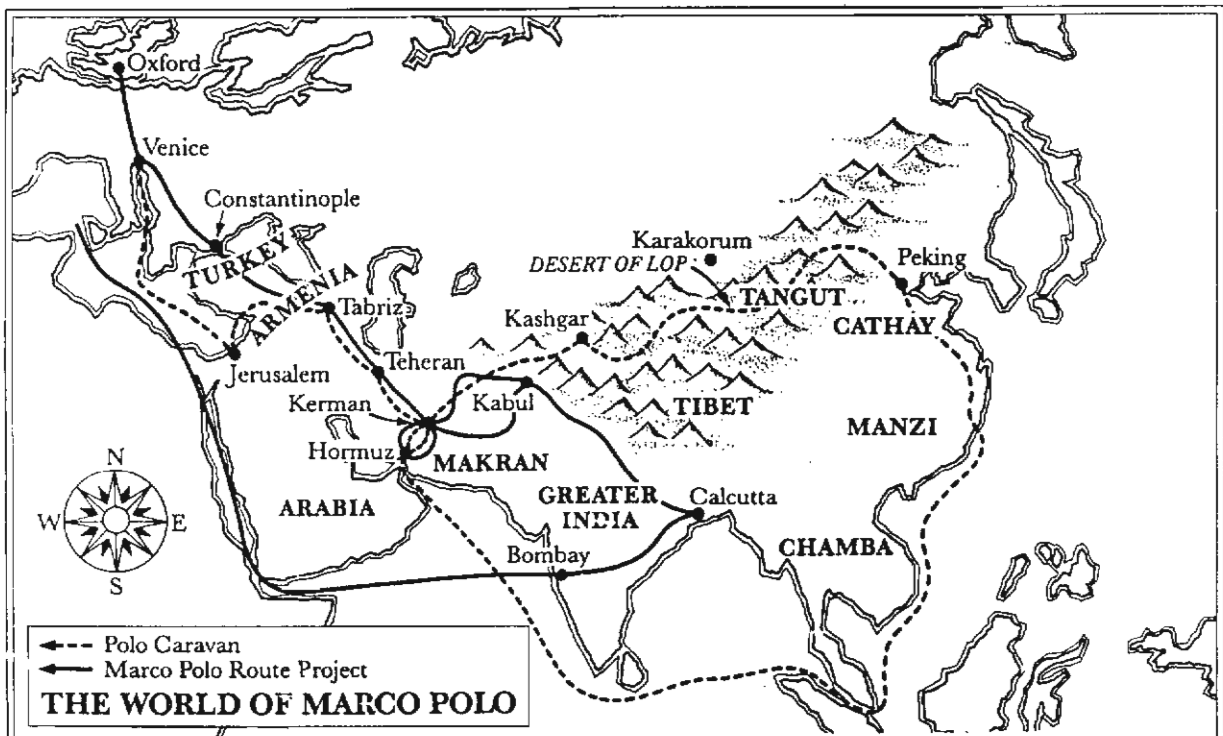 Oxford
Venice
Constantinople
TURKEY
ARMENIA
Tabriz
Jerusalem
Teheran
Kerman
Kabul
Hormuz
MAKRAN
ARABIA
Karakorum
DESERT OF LOP
TANGUT
Peking
CATHAY
Kashgar
TIBET
MANZI
GREATER
INDIA
Calcutta
Bombay
CHAMBA
N
W
E
S
Polo Caravan
Marco Polo Route Project
THE WORLD OF MARCO POLO